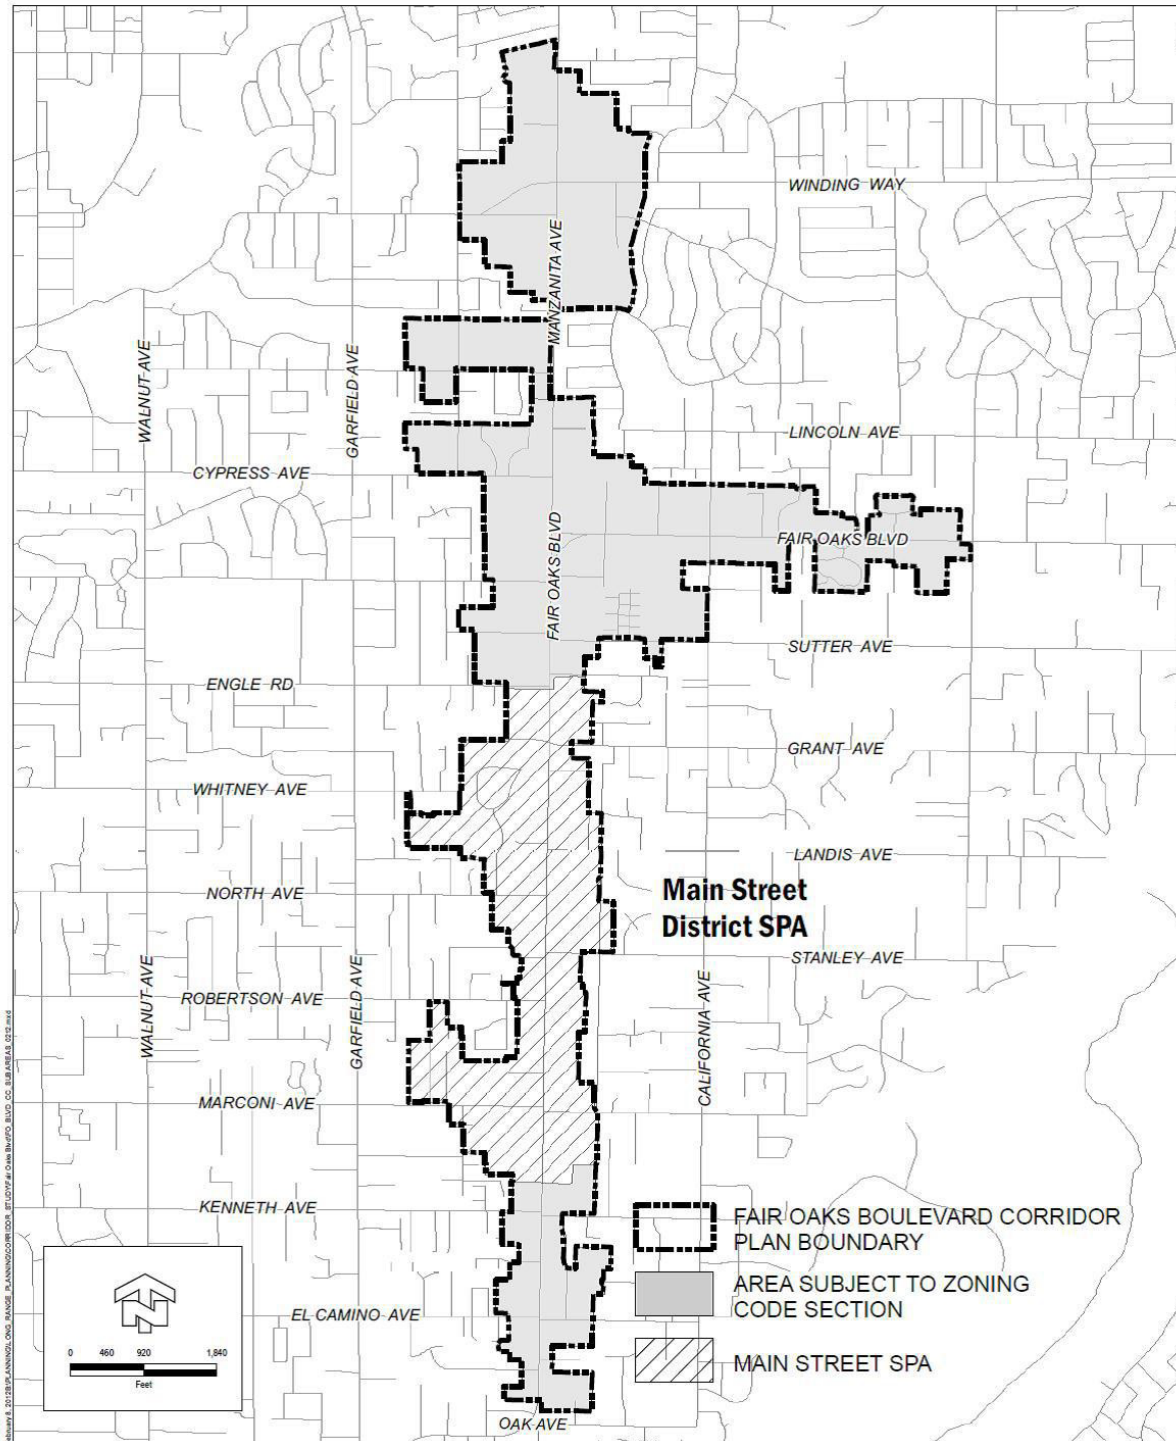 WINDING WAY
MANZANITA AVE
WALNUT AVE
GARFIELD AVE
LINCOLN AVE
CYPRESS AVE
FAIR OAKS BLVD
FAIR OAKS BLVD
SUTTER AVE
ENGLE RD
GRANT AVE
WHITNEY AVE
LANDIS AVE
NORTH AVE
Main Street
District SPA
STANLEY AVE
WALNUT AVE
GARFIELD AVE
CALIFORNIA AVE
ROBERTSON AVE
MARCONI AVE
KENNETH AVE
EL CAMINO AVE
OAK AVE
FAIR OAKS BOULEVARD CORRIDOR
PLAN BOUNDARY
AREA SUBJECT TO ZONING
CODE SECTION
MAIN STREET SPA
N
0 460 920 1,840
Feet